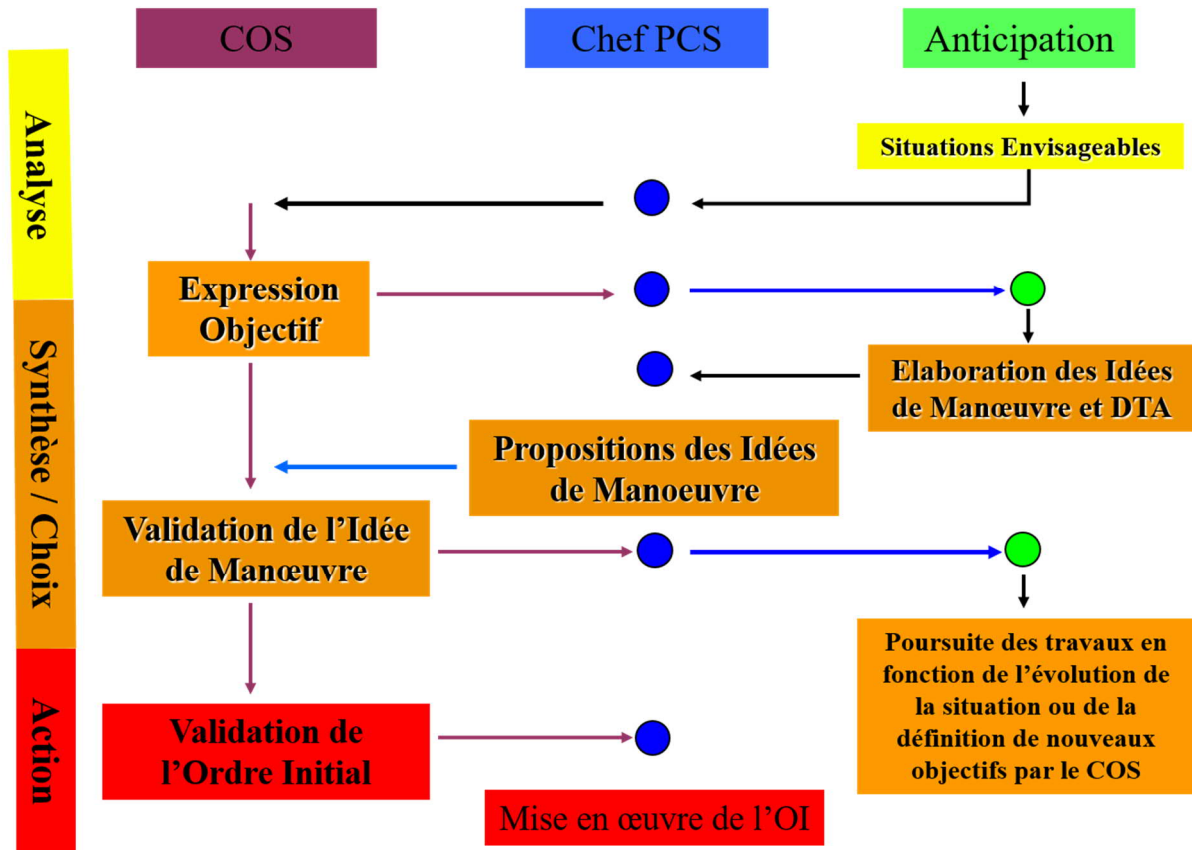 COS
Chef PCS
Anticipation
Analyse
Situations Envisageables
Expression
Objectif
Synthèse / Choix
Elaboration des Idées
de Manœuvre et DTA
Propositions des Idées
de Manoeuvre
Validation de l’Idée
de Manœuvre
Poursuite des travaux en
fonction de l’évolution de
la situation ou de la
définition de nouveaux
objectifs par le COS
Action
Validation de
l’Ordre Initial
Mise en œuvre de l’OI